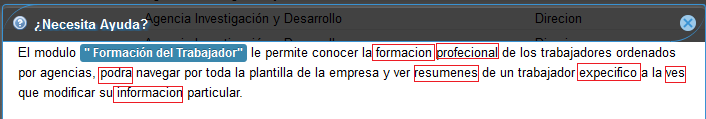 Agencia Investigación y Desarrollo Direcion
¿Necesita Ayuda?
El modulo " Formación del Trabajador" le permite conocer la formacion profecional de los trabajadores ordenados
por agencias, podra navegar por toda la plantilla de la empresa y ver resumenes de un trabajador expecifico a la ves
que modificar su informacion particular.